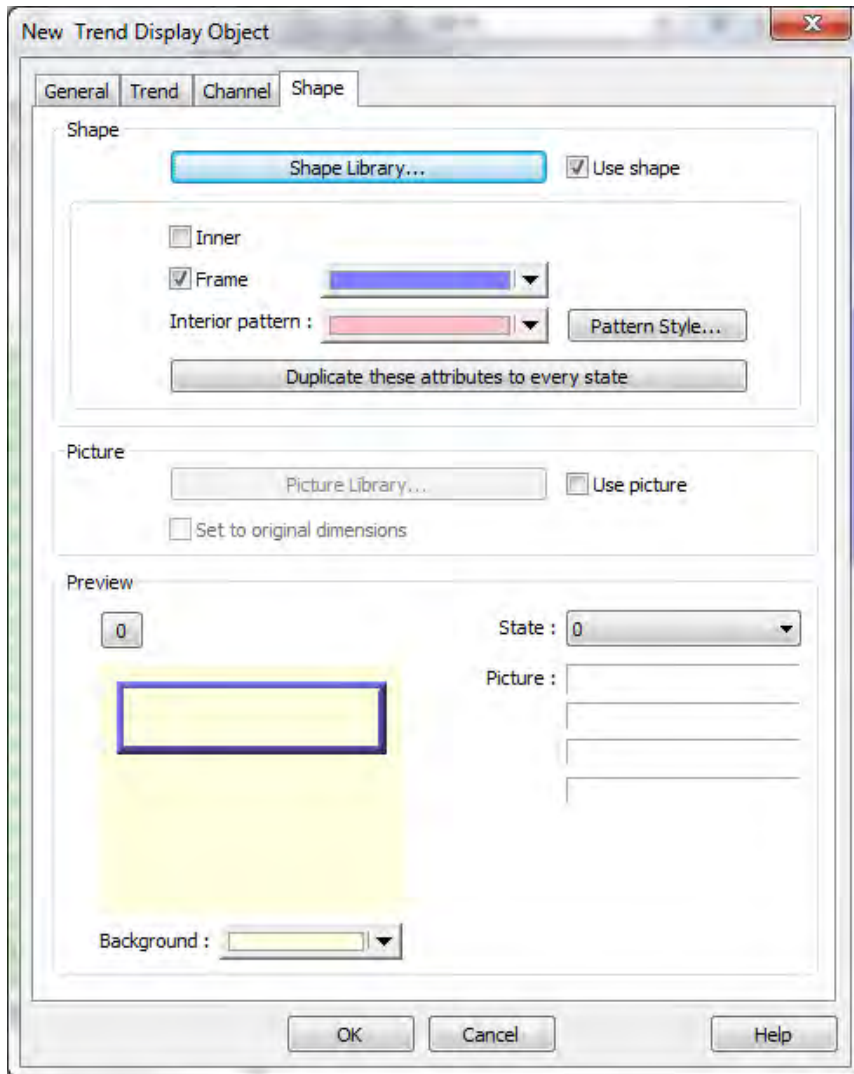 New Trend Display Object
General Trend Channel Shape
Shape
Shape Library... Use shape
Inner
Frame
Interior pattern : Pattern Style...
Duplicate these attributes to every state
Picture
Picture Library... Use picture
Set to original dimensions
Preview
0 State : 0
Picture :
Background :
OK Cancel Help